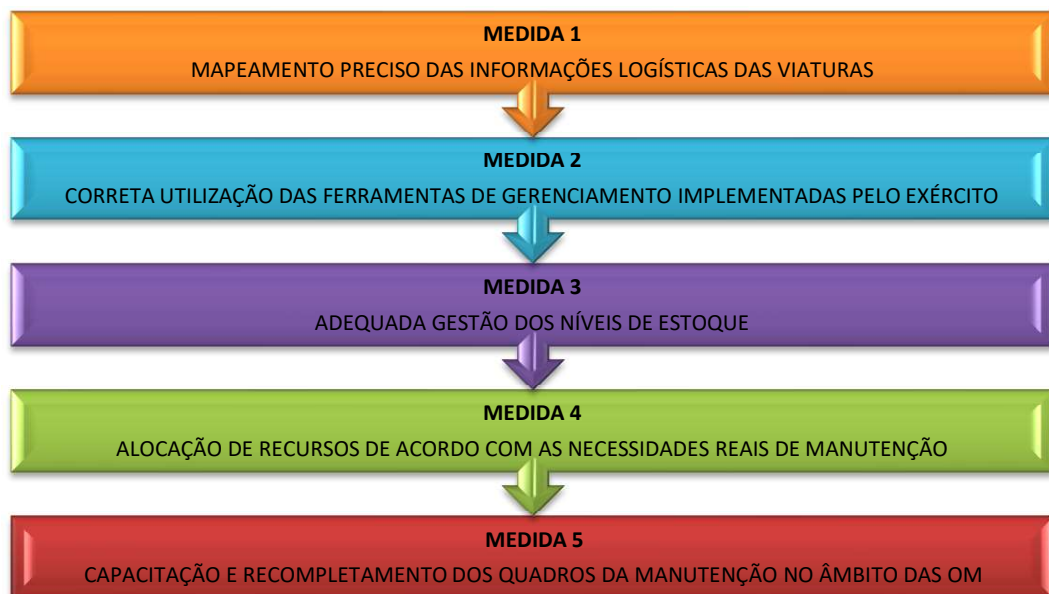 MEDIDA 1
MAPEAMENTO PRECISO DAS INFORMAÇÕES LOGÍSTICAS DAS VIATURAS
MEDIDA 2
CORRETA UTILIZAÇÃO DAS FERRAMENTAS DE GERENCIAMENTO IMPLEMENTADAS PELO EXÉRCITO
MEDIDA 3
ADEQUADA GESTÃO DOS NÍVEIS DE ESTOQUE
MEDIDA 4
ALOCAÇÃO DE RECURSOS DE ACORDO COM AS NECESSIDADES REAIS DE MANUTENÇÃO
MEDIDA 5
CAPACITAÇÃO E RECOMPLETAMENTO DOS QUADROS DA MANUTENÇÃO NO ÂMBITO DAS OM